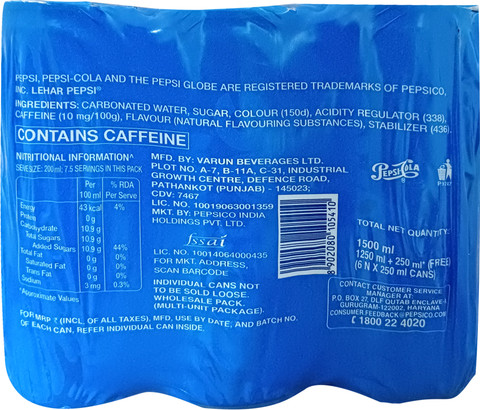 PEPSI, PEPSI-COLA AND THE PEPSI GLOBE ARE REGISTERED TRADEMARKS OF PEPSICO,
INC. LEHAR PEPSI®
INGREDIENTS: CARBONATED WATER, SUGAR, COLOUR (150d), ACIDITY REGULATOR (338),
CAFFEINE (10 mg/100g), FLAVOUR (NATURAL FLAVOURING SUBSTANCES), STABILIZER (436).
CONTAINS CAFFEINE
NUTRITIONAL INFORMATION^
SERVE SIZE: 200ml; 7.5 SERVINGS IN THIS PACK
Per 100 ml % RDA Per Serve
Energy 43 kcal 4%
Protein 0 g
Carbohydrate 10.9 g
Total Sugars 10.9 g
Added Sugars 10.9 g 44%
Total Fat 0 g 0%
Saturated Fat 0 g 0%
Trans Fat 0 g 0%
Sodium 3 mg 0.3%
^Approximate Values
MFD. BY: VARUN BEVERAGES LTD.
PLOT NO. A-7, B-11A, C-31, INDUSTRIAL
GROWTH CENTRE, DEFENCE ROAD,
PATHANKOT (PUNJAB) - 145023;
CDV: 7467
LIC. NO. 10019063001359
MKT. BY: PEPSICO INDIA
HOLDINGS PVT. LTD.
fssai
LIC. NO. 10014064000435
FOR MKT. ADDRESS,
SCAN BARCODE
INDIVIDUAL CANS NOT
TO BE SOLD LOOSE.
WHOLESALE PACK
(MULTI-UNIT PACKAGE).
8 902080 105410
PEPSI-COLA
TOTAL NET QUANTITY:
1500 ml
1250 ml + 250 ml* (FREE)
(6 N X 250 ml CANS)
CONTACT CUSTOMER SERVICE
MANAGER AT:
P.O. BOX 27, DLF QUTAB ENCLAVE-I,
GURUGRAM-122002, HARYANA
CONSUMER.FEEDBACK@PEPSICO.COM
1800 22 4020
FOR MRP ₹ (INCL. OF ALL TAXES), MFD, USE BY DATE, AND BATCH NO.
OF EACH CAN, REFER INDIVIDUAL CAN INSIDE.